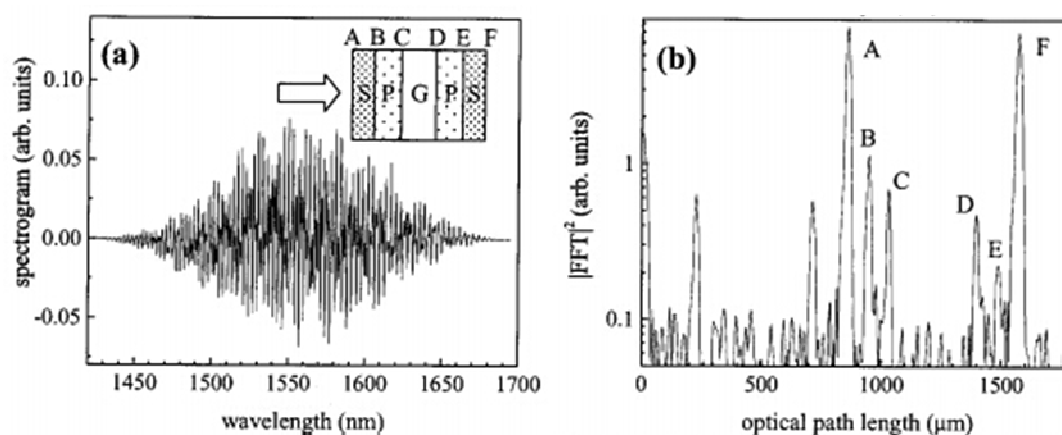 (a)
A B C D E F
S P G P S
0.10
0.05
0.00
-0.05
spectrogram (arb. units)
1450 1500 1550 1600 1650 1700
wavelength (nm)
(b)
A
F
B
C
D
E
1
0.1
|FFT|² (arb. units)
0 500 1000 1500
optical path length (μm)